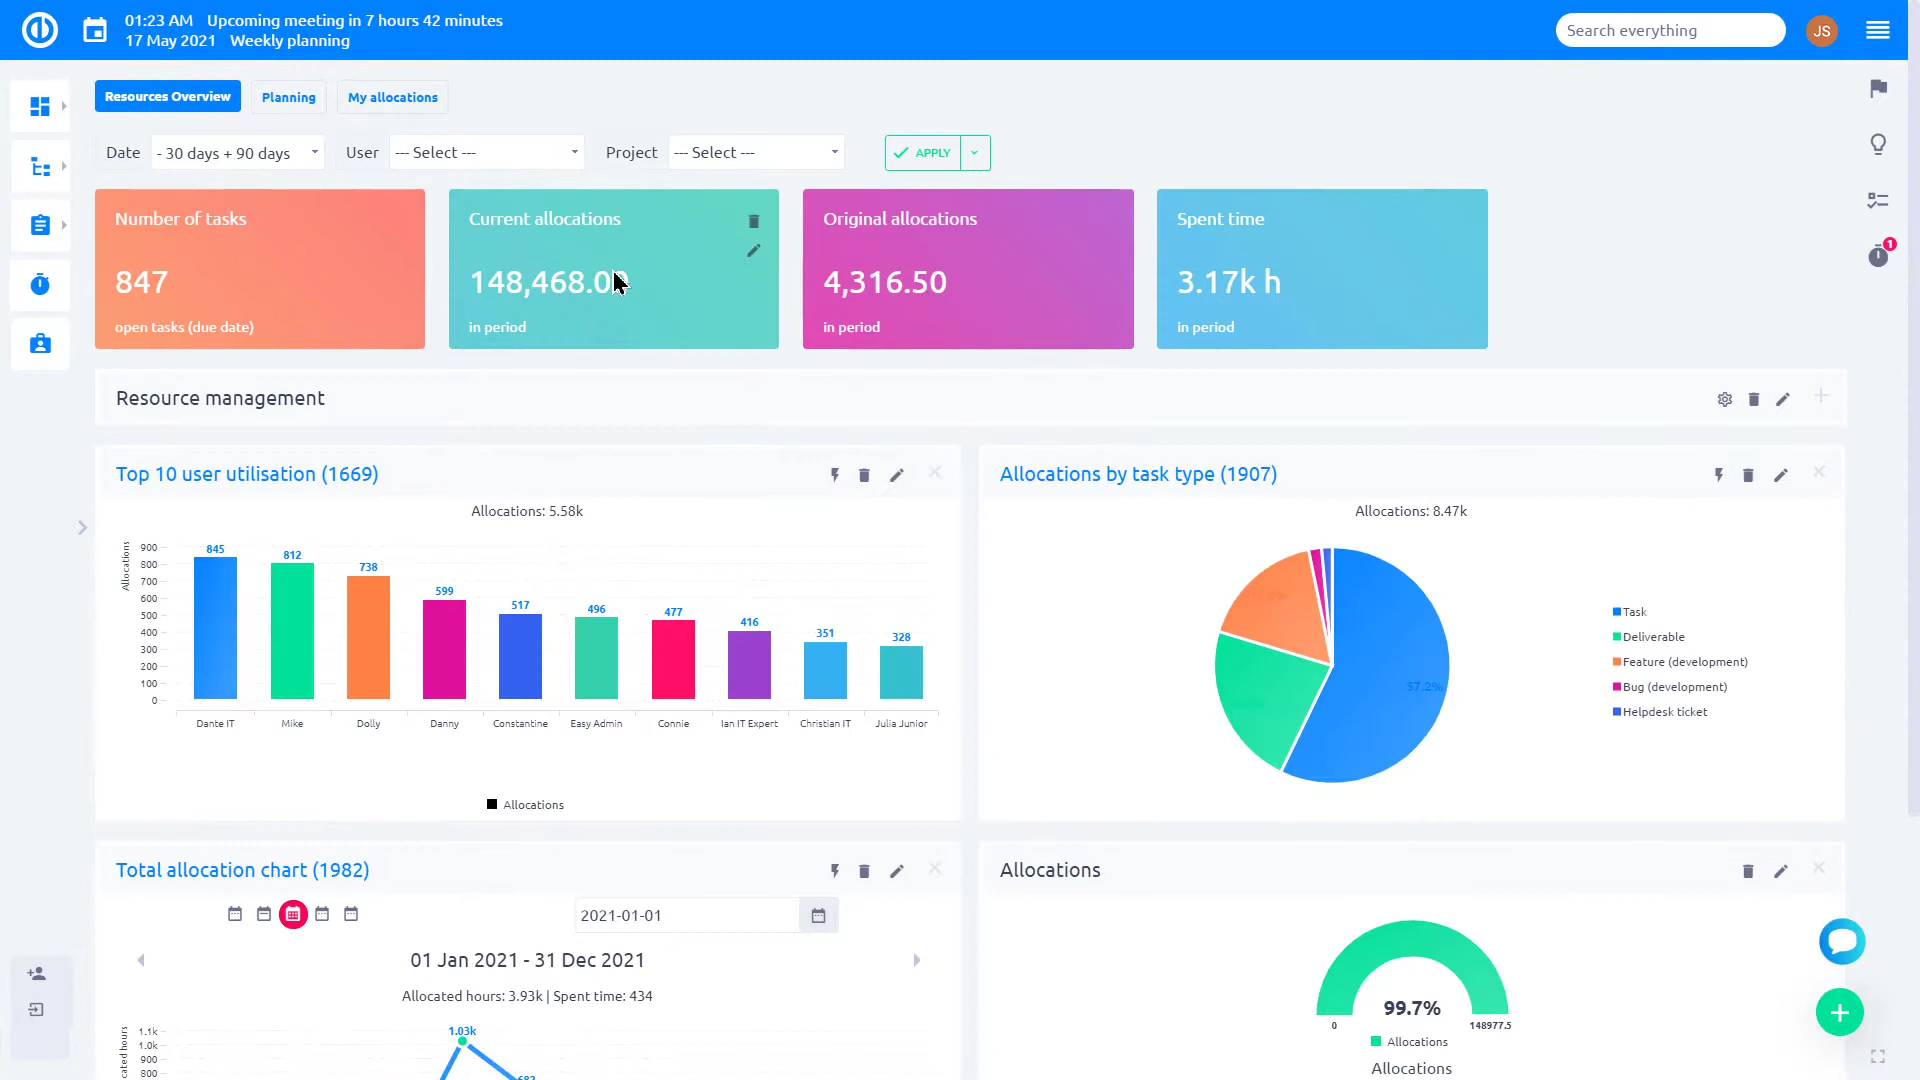 01:23 AM Upcoming meeting in 7 hours 42 minutes
17 May 2021 Weekly planning
Search everything
JS
Resources Overview Planning My allocations
Date - 30 days + 90 days User --- Select --- Project --- Select --- APPLY
1
Number of tasks
847
open tasks (due date)
Current allocations
148,468.00
in period
Original allocations
4,316.50
in period
Spent time
3.17k h
in period
Resource management
Top 10 user utilisation (1669)
Allocations: 5.58k
Allocations
900
800
700
600
500
400
300
200
100
0
845 812 738 599 517 496 477 416 351 328
Dante IT Mike Dolly Danny Constantine Easy Admin Connie Ian IT Expert Christian IT Julia Junior
Allocations
Allocations by task type (1907)
Allocations: 8.47k
57.2%
Task
Deliverable
Feature (development)
Bug (development)
Helpdesk ticket
Total allocation chart (1982)
2021-01-01
01 Jan 2021 - 31 Dec 2021
Allocated hours: 3.93k | Spent time: 434
1.1k
1.0k
900
800
cated hours
1.03k
682
Allocations
99.7%
0 148977.5
Allocations
Allocations